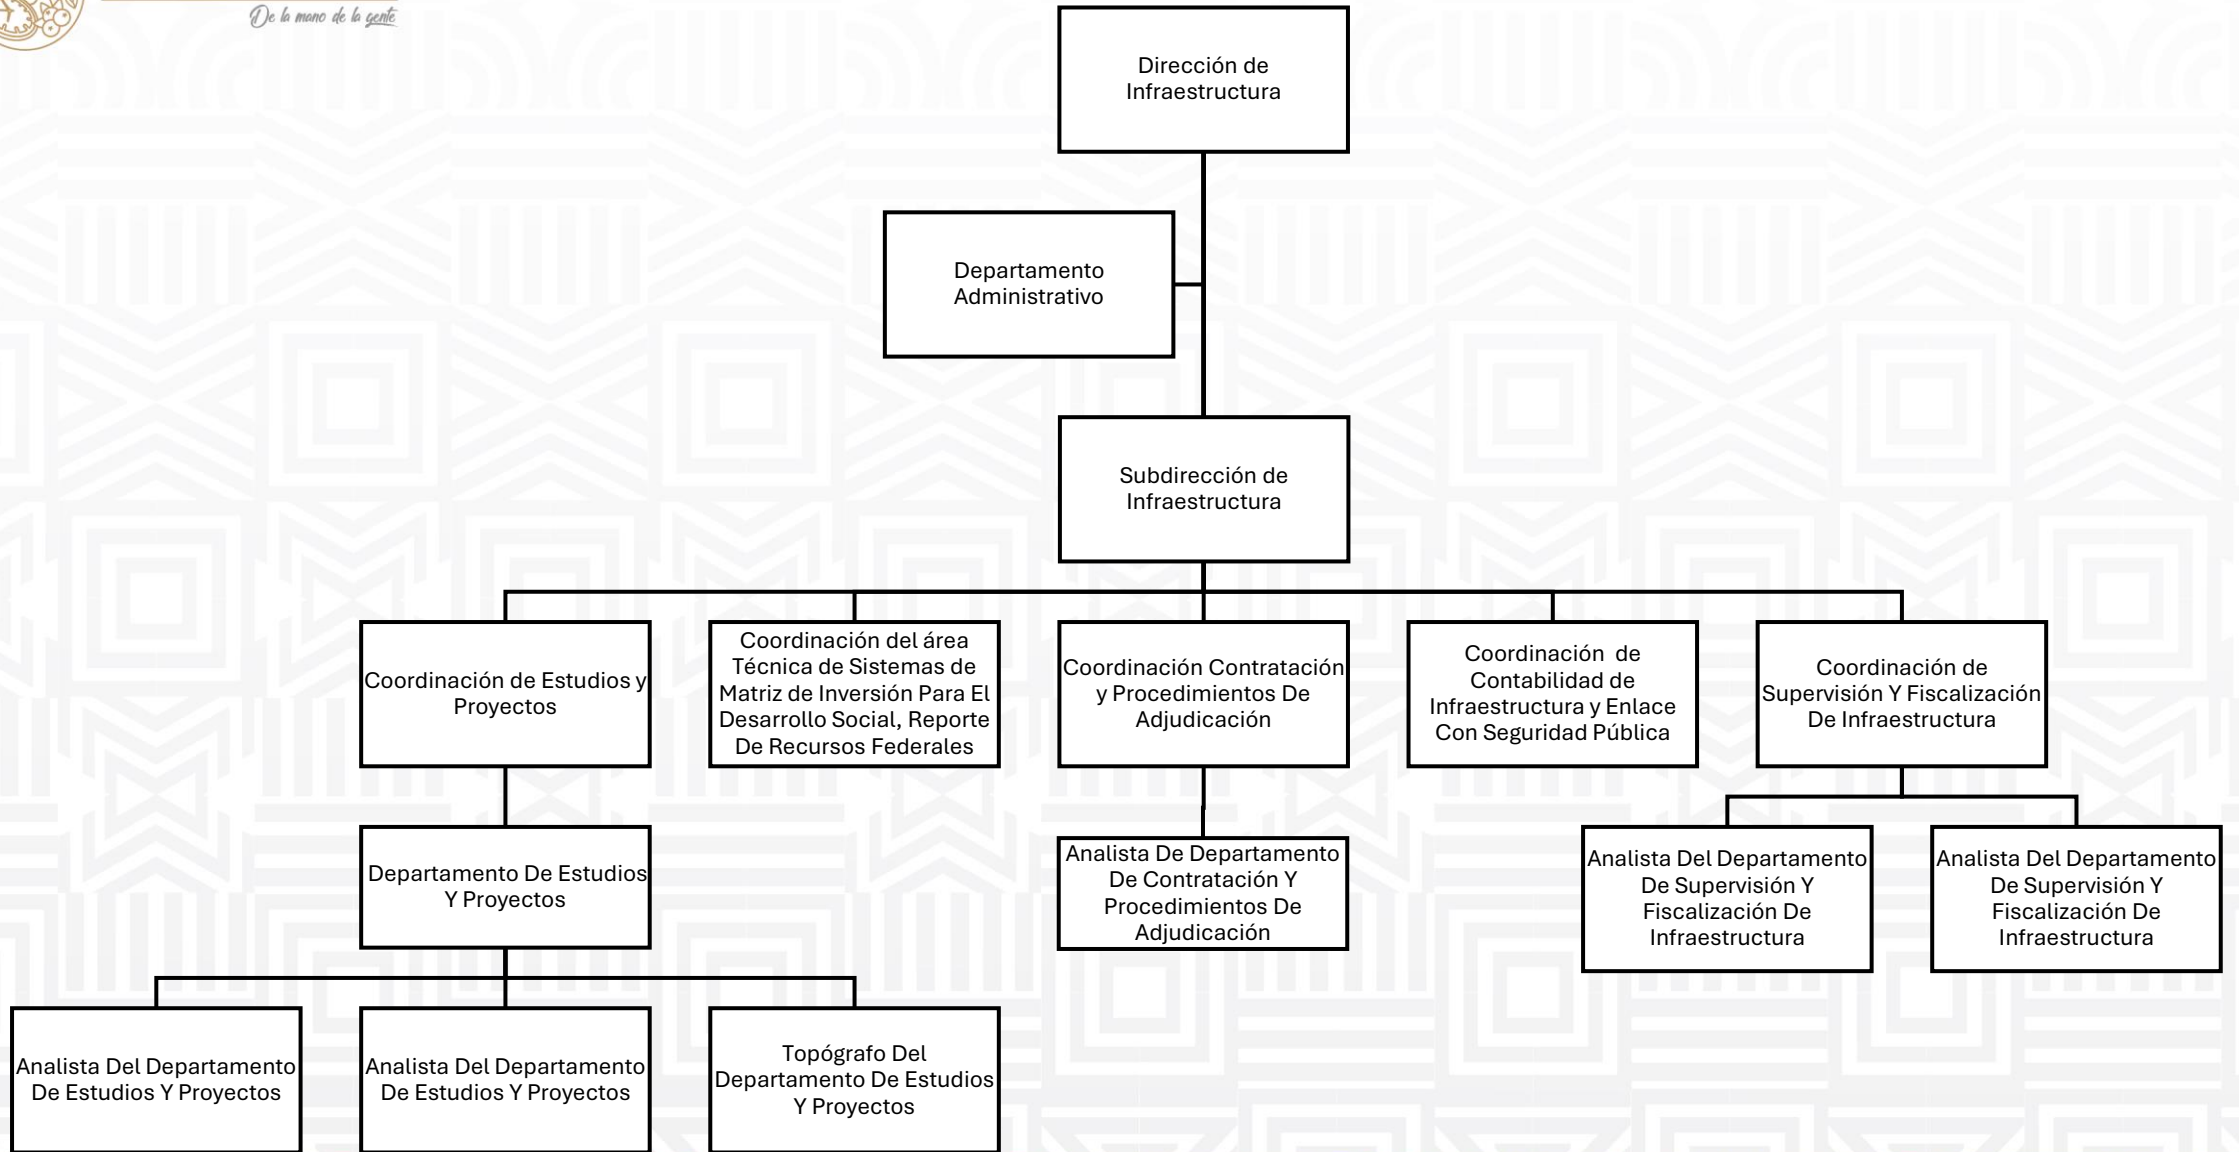 De la mano de la gente
Dirección de
Infraestructura
Departamento
Administrativo
Subdirección de
Infraestructura
Coordinación de Estudios y
Proyectos
Coordinación del área
Técnica de Sistemas de
Matriz de Inversión Para El
Desarrollo Social, Reporte
De Recursos Federales
Coordinación Contratación
y Procedimientos De
Adjudicación
Coordinación  de
Contabilidad de
Infraestructura y Enlace
Con Seguridad Pública
Coordinación de
Supervisión Y Fiscalización
De Infraestructura
Departamento De Estudios
Y Proyectos
Analista De Departamento
De Contratación Y
Procedimientos De
Adjudicación
Analista Del Departamento
De Supervisión Y
Fiscalización De
Infraestructura
Analista Del Departamento
De Supervisión Y
Fiscalización De
Infraestructura
Analista Del Departamento
De Estudios Y Proyectos
Analista Del Departamento
De Estudios Y Proyectos
Topógrafo Del
Departamento De Estudios
Y Proyectos